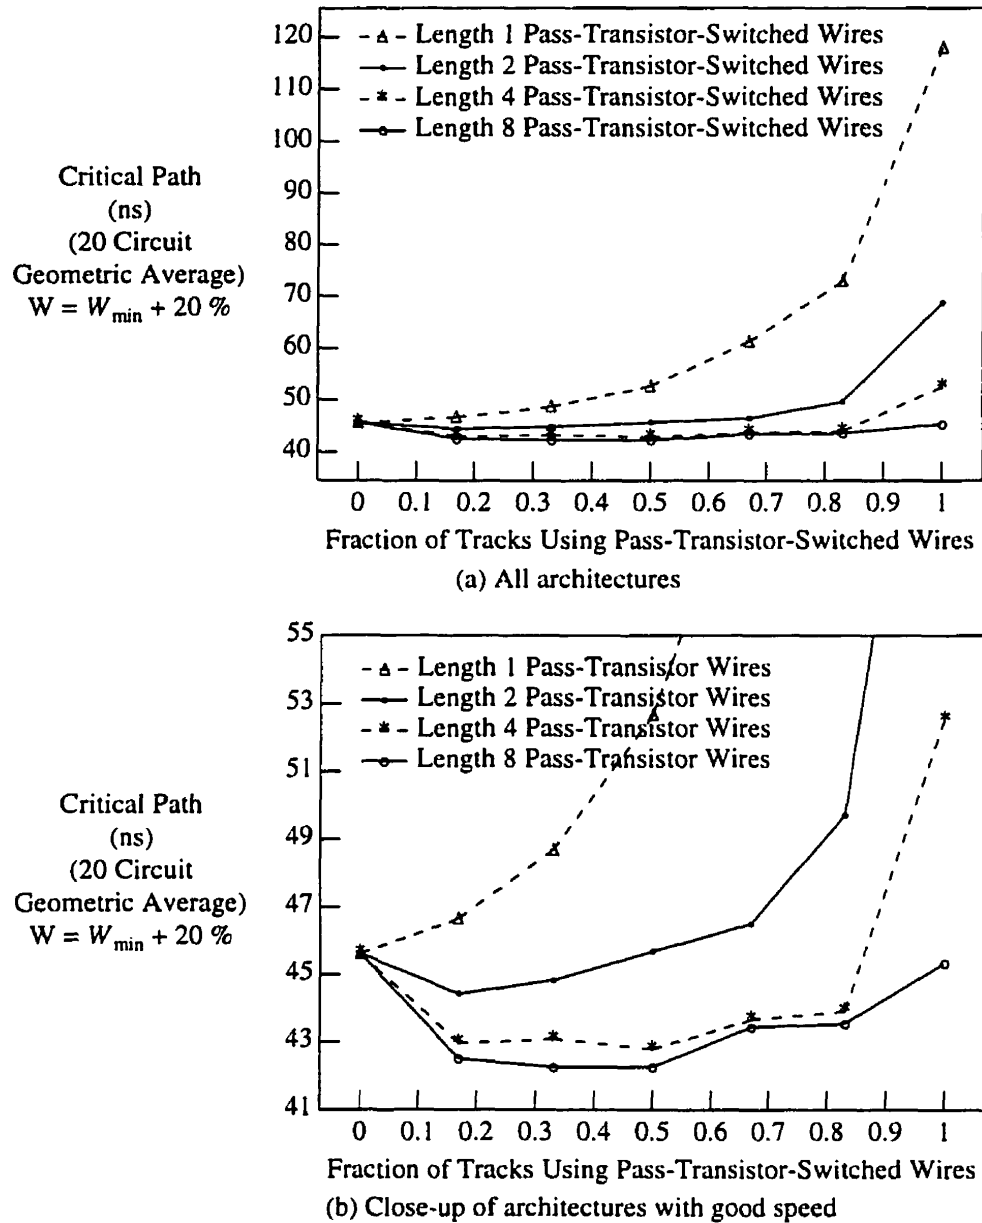 120
110
100
90
80
70
60
50
40
- Δ - Length 1 Pass-Transistor-Switched Wires
Length 2 Pass-Transistor-Switched Wires
- * - Length 4 Pass-Transistor-Switched Wires
Length 8 Pass-Transistor-Switched Wires
Critical Path
(ns)
(20 Circuit
Geometric Average)
W = Wmin + 20 %
0 0.1 0.2 0.3 0.4 0.5 0.6 0.7 0.8 0.9 1
Fraction of Tracks Using Pass-Transistor-Switched Wires
(a) All architectures
55
53
51
49
47
45
43
41
- Δ - Length 1 Pass-Transistor Wires
Length 2 Pass-Transistor Wires
- * - Length 4 Pass-Transistor Wires
Length 8 Pass-Transistor Wires
Critical Path
(ns)
(20 Circuit
Geometric Average)
W = Wmin + 20 %
0 0.1 0.2 0.3 0.4 0.5 0.6 0.7 0.8 0.9 1
Fraction of Tracks Using Pass-Transistor-Switched Wires
(b) Close-up of architectures with good speed